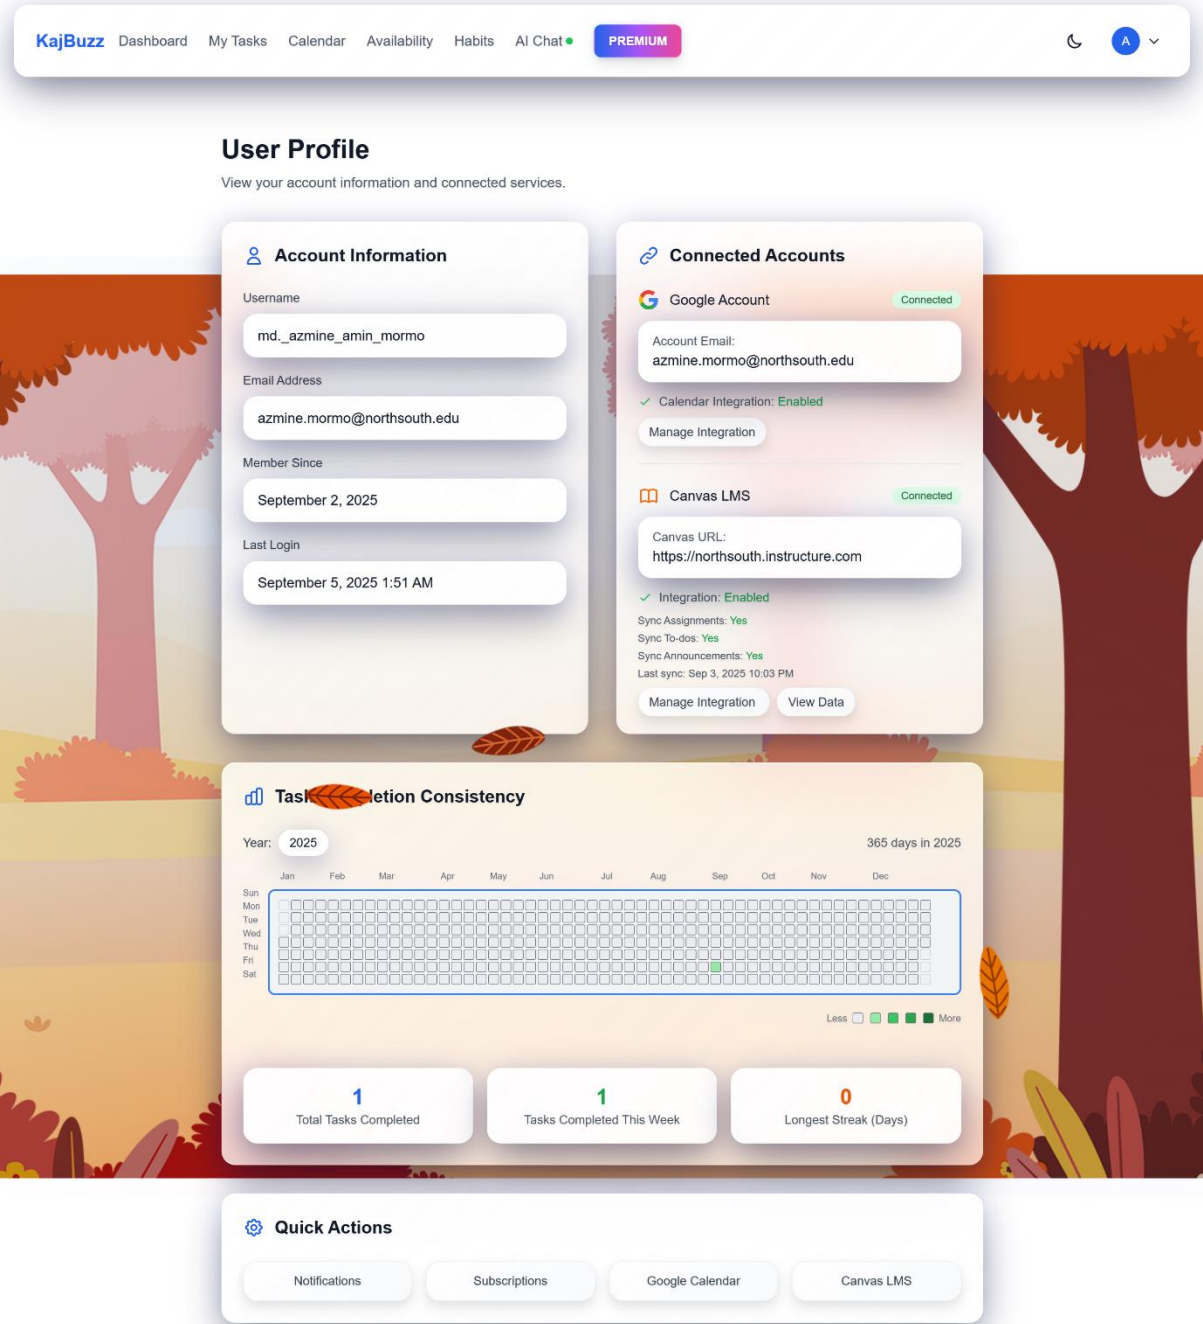 KajBuzz Dashboard My Tasks Calendar Availability Habits AI Chat PREMIUM A
User Profile
View your account information and connected services.
Account Information
Username
md._azmine_amin_mormo
Email Address
azmine.mormo@northsouth.edu
Member Since
September 2, 2025
Last Login
September 5, 2025 1:51 AM
Connected Accounts
Google Account Connected
Account Email:
azmine.mormo@northsouth.edu
Calendar Integration: Enabled
Manage Integration
Canvas LMS Connected
Canvas URL:
https://northsouth.instructure.com
Integration: Enabled
Sync Assignments: Yes
Sync To-dos: Yes
Sync Announcements: Yes
Last sync: Sep 3, 2025 10:03 PM
Manage Integration View Data
Consistency
Year: 2025 365 days in 2025
Jan Feb Mar Apr May Jun Jul Aug Sep Oct Nov Dec
Sun
Mon
Tue
Wed
Thu
Fri
Sat
Less More
1
Total Tasks Completed
1
Tasks Completed This Week
0
Longest Streak (Days)
Quick Actions
Notifications Subscriptions Google Calendar Canvas LMS